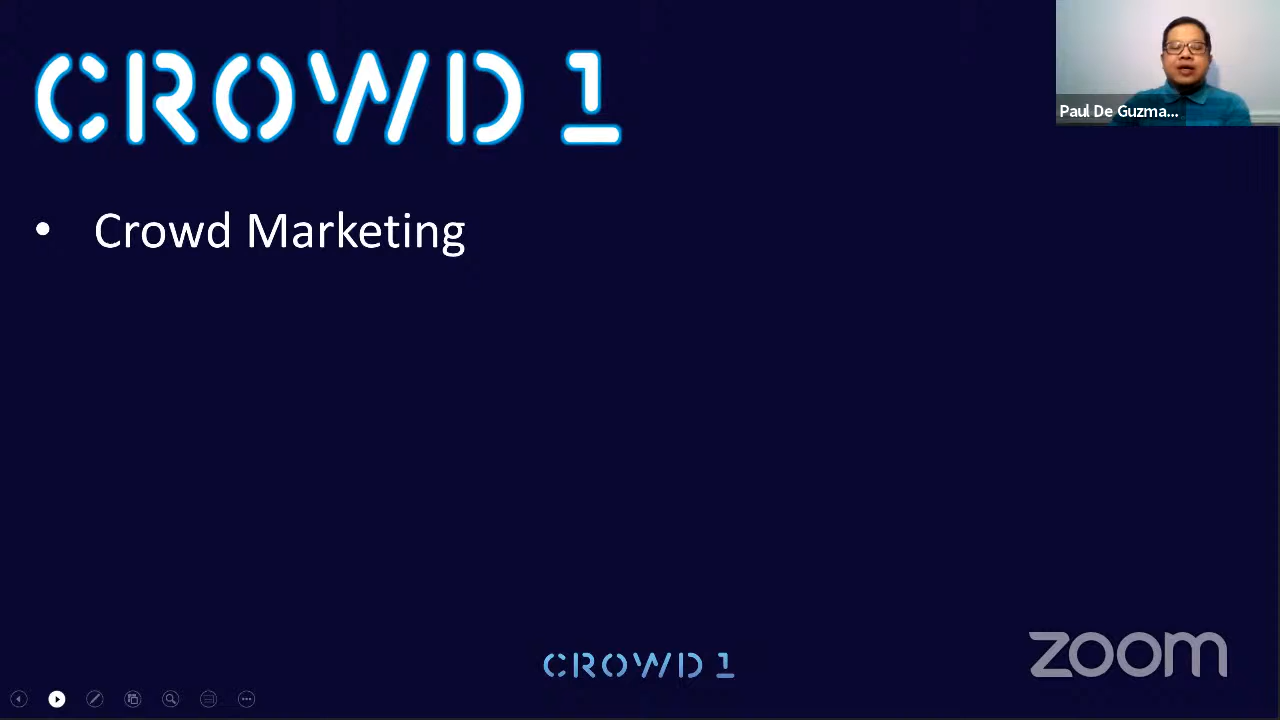 CROWD 1
Paul De Guzma...
• Crowd Marketing
CROWD 1
zoom